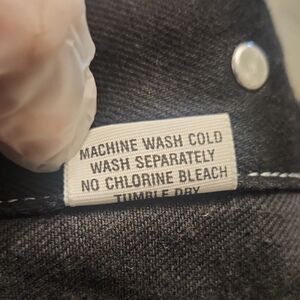 MACHINE WASH COLD
WASH SEPARATELY
NO CHLORINE BLEACH
TUMBLE DRY